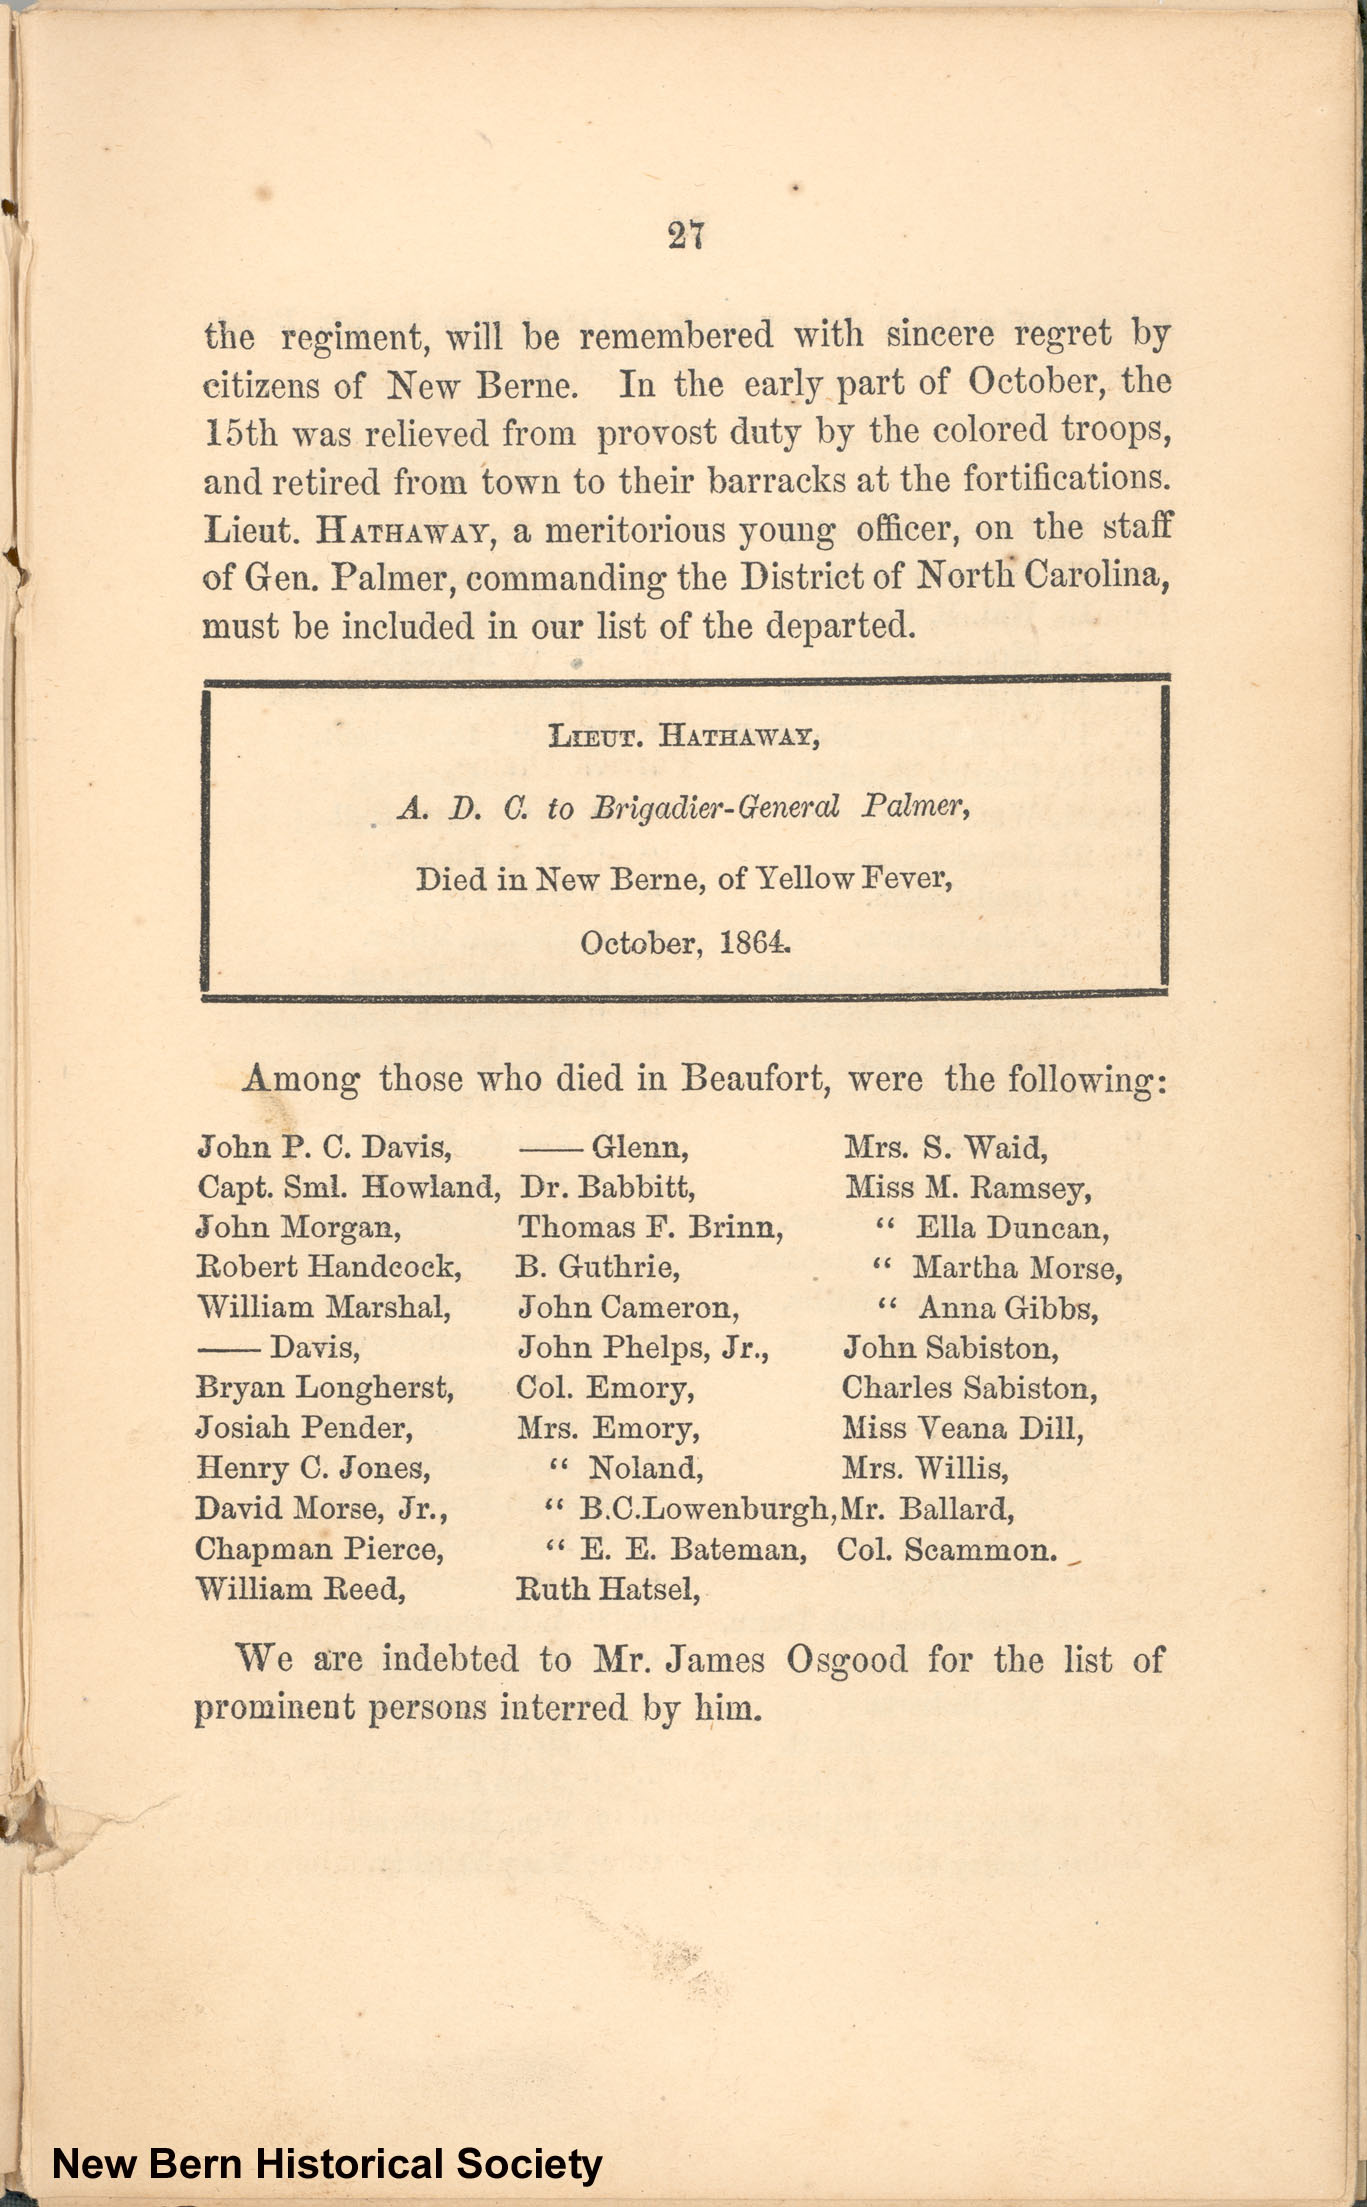 27
the regiment, will be remembered with sincere regret by
citizens of New Berne. In the early part of October, the
15th was relieved from provost duty by the colored troops,
and retired from town to their barracks at the fortifications.
Lieut. HATHAWAY, a meritorious young officer, on the staff
of Gen. Palmer, commanding the District of North Carolina,
must be included in our list of the departed.
LIEUT. HATHAWAY,
A. D. C. to Brigadier-General Palmer,
Died in New Berne, of Yellow Fever,
October, 1864.
Among those who died in Beaufort, were the following:
John P. C. Davis,
Capt. Sml. Howland,
John Morgan,
Robert Handcock,
William Marshal,
—— Davis,
Bryan Longherst,
Josiah Pender,
Henry C. Jones,
David Morse, Jr.,
Chapman Pierce,
William Reed,
—— Glenn,
Dr. Babbitt,
Thomas F. Brinn,
B. Guthrie,
John Cameron,
John Phelps, Jr.,
Col. Emory,
Mrs. Emory,
“ Noland,
“ B.C.Lowenburgh,
“ E. E. Bateman,
Ruth Hatsel,
Mrs. S. Waid,
Miss M. Ramsey,
“ Ella Duncan,
“ Martha Morse,
“ Anna Gibbs,
John Sabiston,
Charles Sabiston,
Miss Veana Dill,
Mrs. Willis,
Mr. Ballard,
Col. Scammon.
We are indebted to Mr. James Osgood for the list of
prominent persons interred by him.
New Bern Historical Society